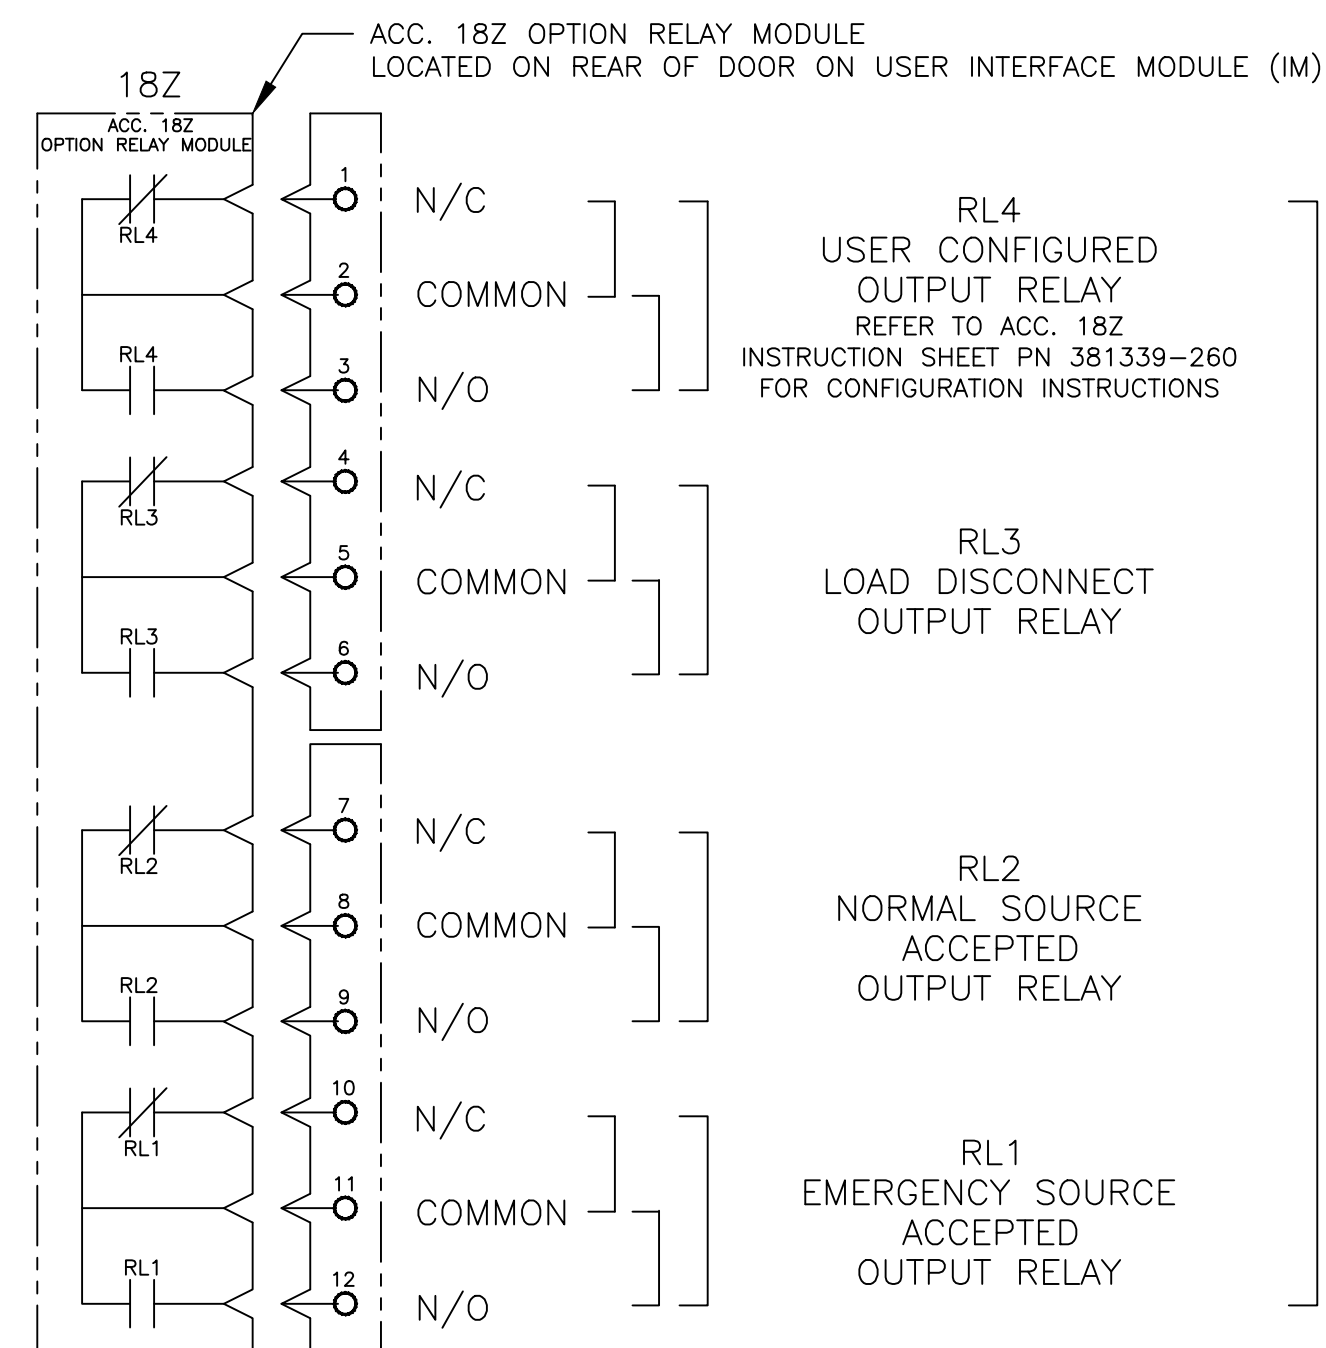 ACC. 18Z OPTION RELAY MODULE
LOCATED ON REAR OF DOOR ON USER INTERFACE MODULE (IM)
18Z
ACC. 18Z
OPTION RELAY MODULE
RL4
1
N/C
2
COMMON
RL4
3
N/O
RL4
USER CONFIGURED
OUTPUT RELAY
REFER TO ACC. 18Z
INSTRUCTION SHEET PN 381339-260
FOR CONFIGURATION INSTRUCTIONS
RL3
4
N/C
5
COMMON
RL3
6
N/O
RL3
LOAD DISCONNECT
OUTPUT RELAY
RL2
7
N/C
8
COMMON
RL2
9
N/O
RL2
NORMAL SOURCE
ACCEPTED
OUTPUT RELAY
RL1
10
N/C
11
COMMON
RL1
12
N/O
RL1
EMERGENCY SOURCE
ACCEPTED
OUTPUT RELAY